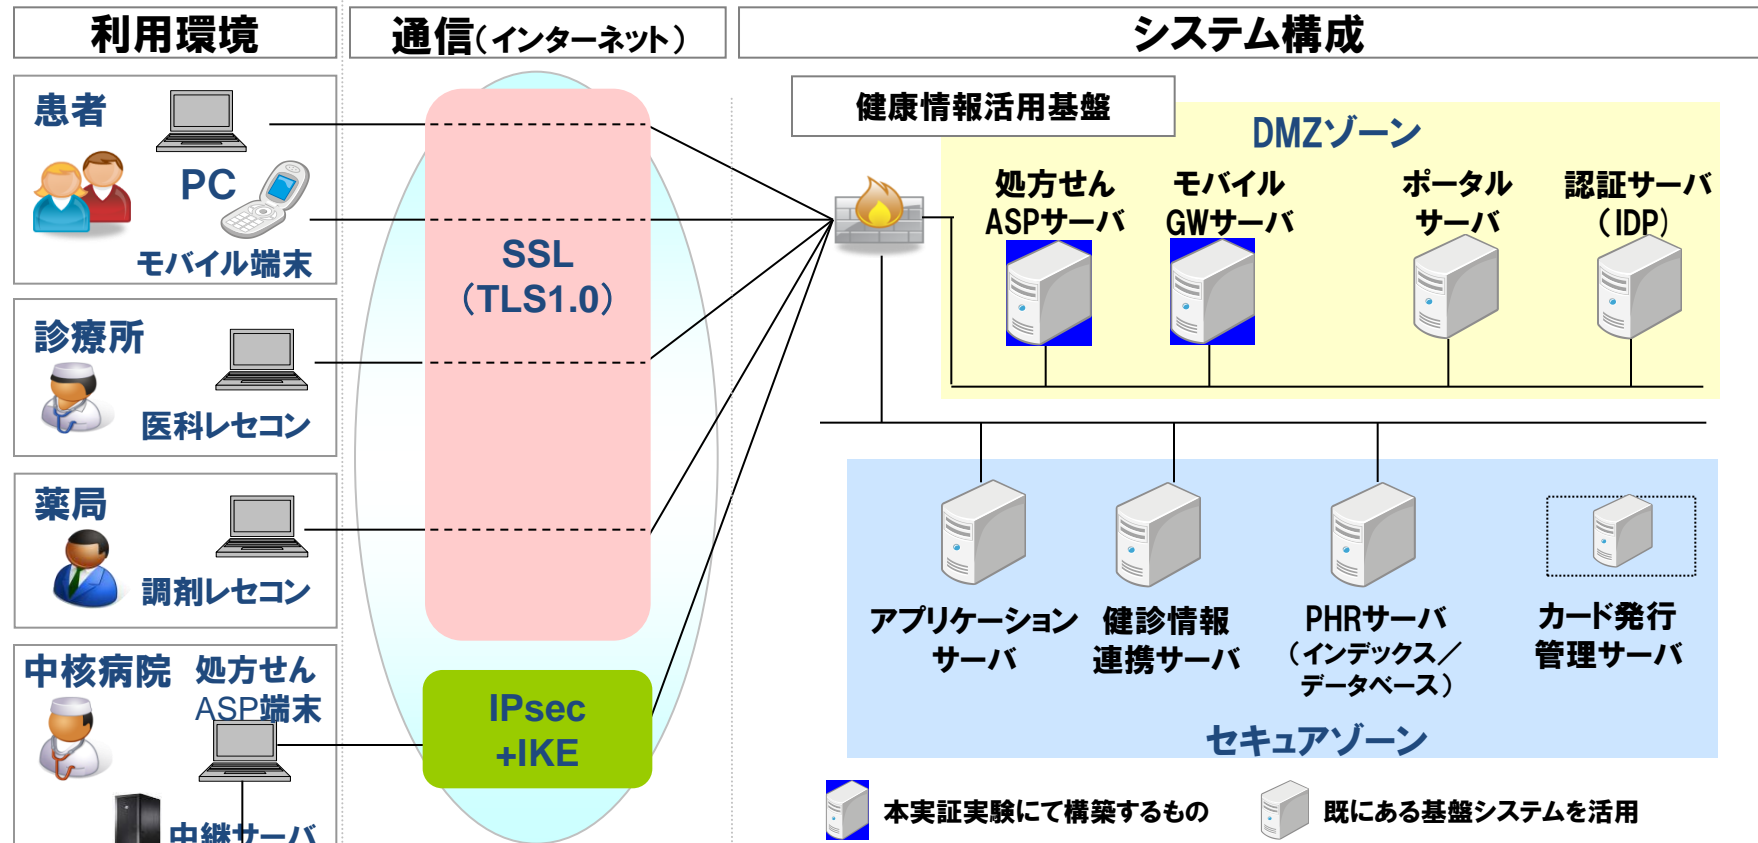 利用環境
通信(インターネット)
システム構成
患者
PC
モバイル端末
診療所
医科レセコン
薬局
調剤レセコン
中核病院
処方せん
ASP端末
中継サーバ
SSL
(TLS1.0)
IPsec
+IKE
健康情報活用基盤
DMZゾーン
処方せん
ASPサーバ
モバイル
GWサーバ
ポータル
サーバ
認証サーバ
(IDP)
アプリケーション
サーバ
健診情報
連携サーバ
PHRサーバ
(インデックス/
データベース)
カード発行
管理サーバ
セキュアゾーン
本実証実験にて構築するもの
既にある基盤システムを活用